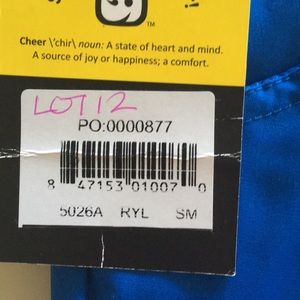 TM
Cheer \'chir\ noun: A state of heart and mind.
A source of joy or happiness; a comfort.
LOT 12
PO:0000877
8 47153 01007 0
5026A RYL SM